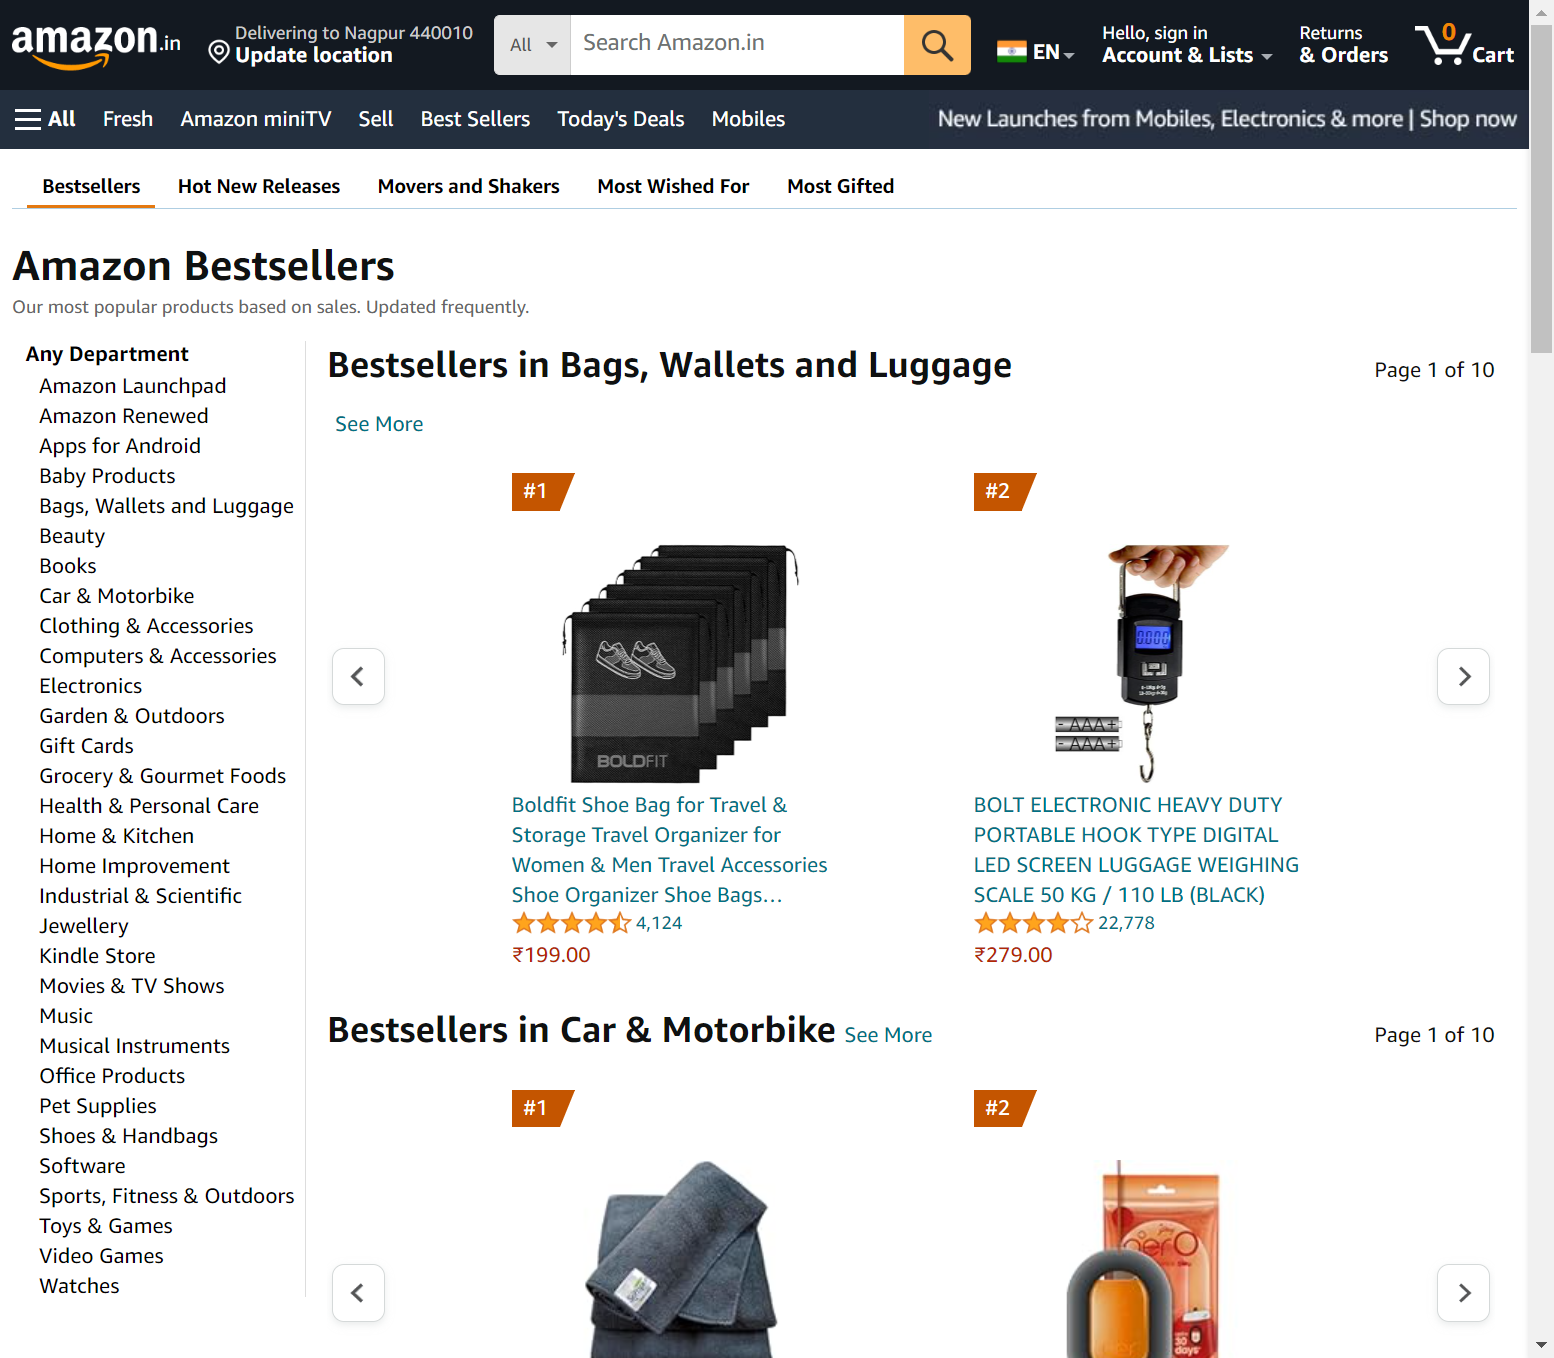 amazon.in
Delivering to Nagpur 440010
Update location
All
Search Amazon.in
EN
Hello, sign in
Account & Lists
Returns
& Orders
0
Cart
All
Fresh
Amazon miniTV
Sell
Best Sellers
Today's Deals
Mobiles
New Launches from Mobiles, Electronics & more | Shop now
Bestsellers
Hot New Releases
Movers and Shakers
Most Wished For
Most Gifted
Amazon Bestsellers
Our most popular products based on sales. Updated frequently.
Any Department
Amazon Launchpad
Amazon Renewed
Apps for Android
Baby Products
Bags, Wallets and Luggage
Beauty
Books
Car & Motorbike
Clothing & Accessories
Computers & Accessories
Electronics
Garden & Outdoors
Gift Cards
Grocery & Gourmet Foods
Health & Personal Care
Home & Kitchen
Home Improvement
Industrial & Scientific
Jewellery
Kindle Store
Movies & TV Shows
Music
Musical Instruments
Office Products
Pet Supplies
Shoes & Handbags
Software
Sports, Fitness & Outdoors
Toys & Games
Video Games
Watches
Bestsellers in Bags, Wallets and Luggage
Page 1 of 10
See More
#1
BOLDFIT
Boldfit Shoe Bag for Travel &
Storage Travel Organizer for
Women & Men Travel Accessories
Shoe Organizer Shoe Bags…
4,124
₹199.00
#2
0.000
- AAA +
- AAA +
BOLT ELECTRONIC HEAVY DUTY
PORTABLE HOOK TYPE DIGITAL
LED SCREEN LUGGAGE WEIGHING
SCALE 50 KG / 110 LB (BLACK)
22,778
₹279.00
Bestsellers in Car & Motorbike See More
Page 1 of 10
#1
#2
aerO
30
days